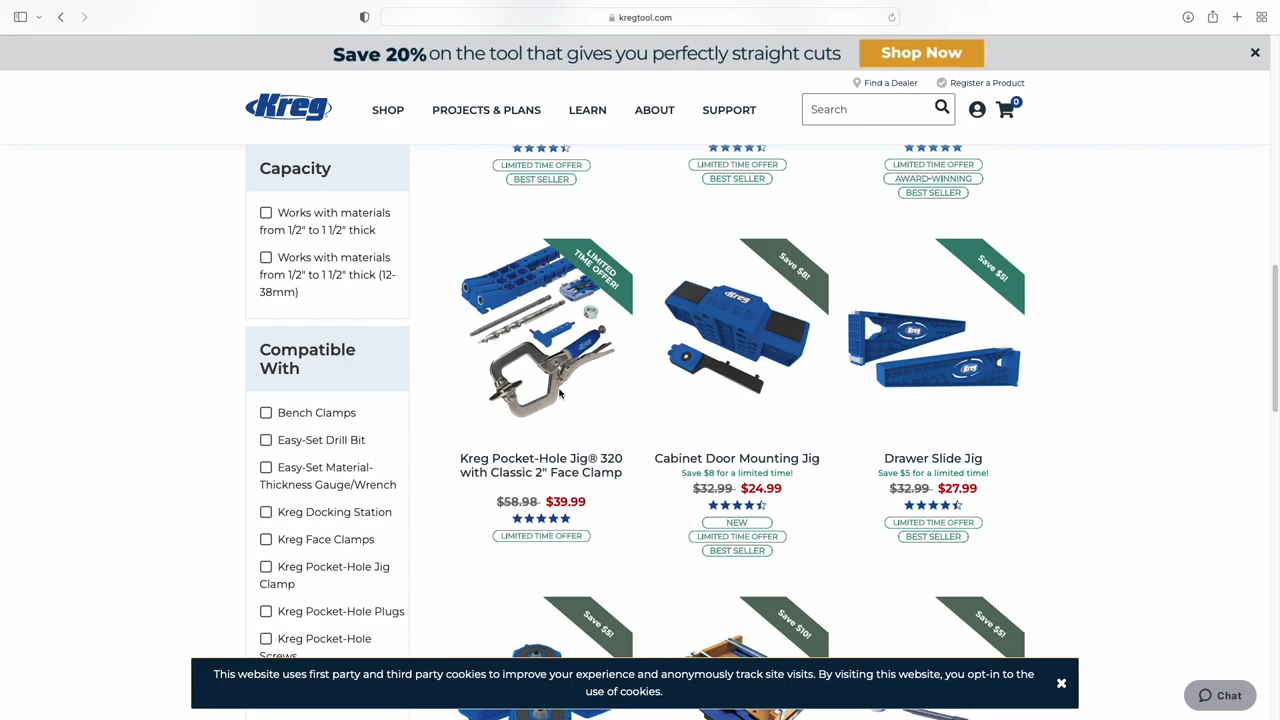 kregtool.com
Save 20% on the tool that gives you perfectly straight cuts
Shop Now
Find a Dealer
Register a Product
Kreg
SHOP
PROJECTS & PLANS
LEARN
ABOUT
SUPPORT
Search
0
Capacity
Works with materials
from 1/2" to 1 1/2" thick
Works with materials
from 1/2" to 1 1/2" thick (12-
38mm)
Compatible
With
Bench Clamps
Easy-Set Drill Bit
Easy-Set Material-
Thickness Gauge/Wrench
Kreg Docking Station
Kreg Face Clamps
Kreg Pocket-Hole Jig
Clamp
Kreg Pocket-Hole Plugs
Kreg Pocket-Hole
Screws
LIMITED TIME OFFER
BEST SELLER
LIMITED TIME OFFER
BEST SELLER
LIMITED TIME OFFER
AWARD-WINNING
BEST SELLER
LIMITED
TIME OFFER!
Kreg Pocket-Hole Jig® 320
with Classic 2" Face Clamp
$58.98 $39.99
LIMITED TIME OFFER
Save $8!
Kreg
Cabinet Door Mounting Jig
Save $8 for a limited time!
$32.99 $24.99
NEW
LIMITED TIME OFFER
BEST SELLER
Save $5!
Kreg
Kreg
Drawer Slide Jig
Save $5 for a limited time!
$32.99 $27.99
LIMITED TIME OFFER
BEST SELLER
Save $5!
Save $10!
Save $5!
This website uses first party and third party cookies to improve your experience and anonymously track site visits. By visiting this website, you opt-in to the
use of cookies.
Chat